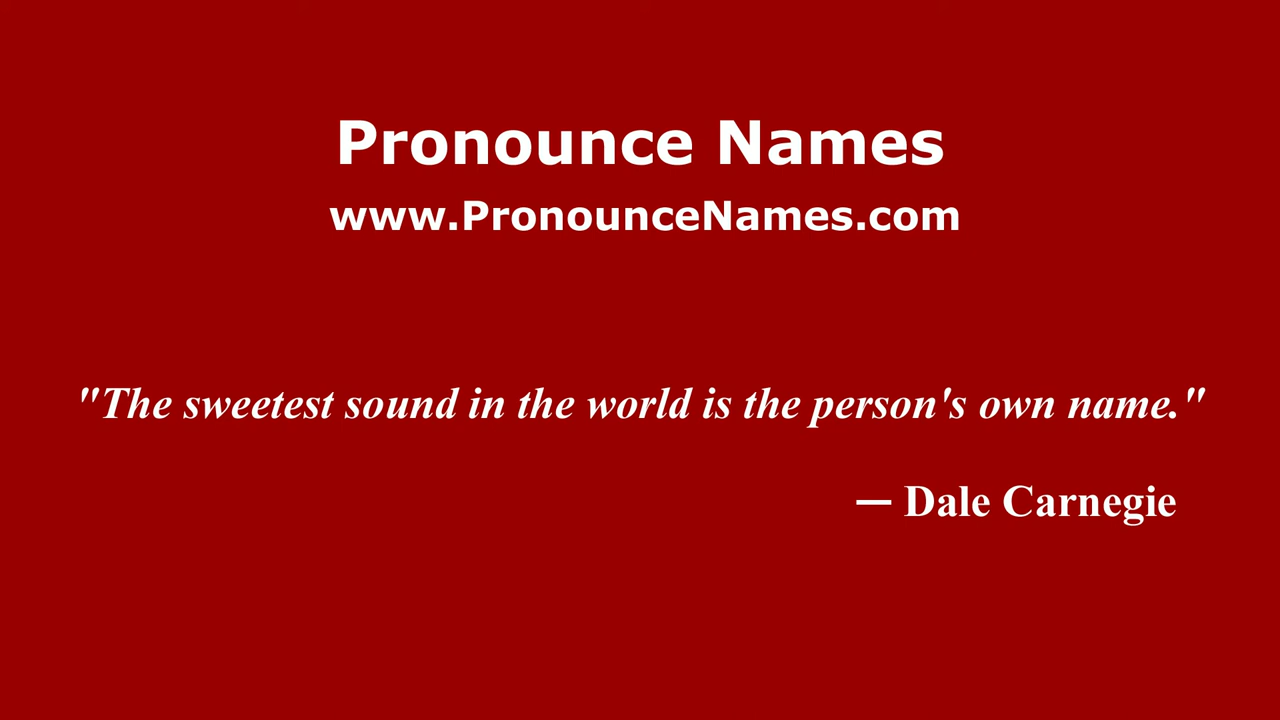 Pronounce Names
www.PronounceNames.com
"The sweetest sound in the world is the person's own name."
— Dale Carnegie